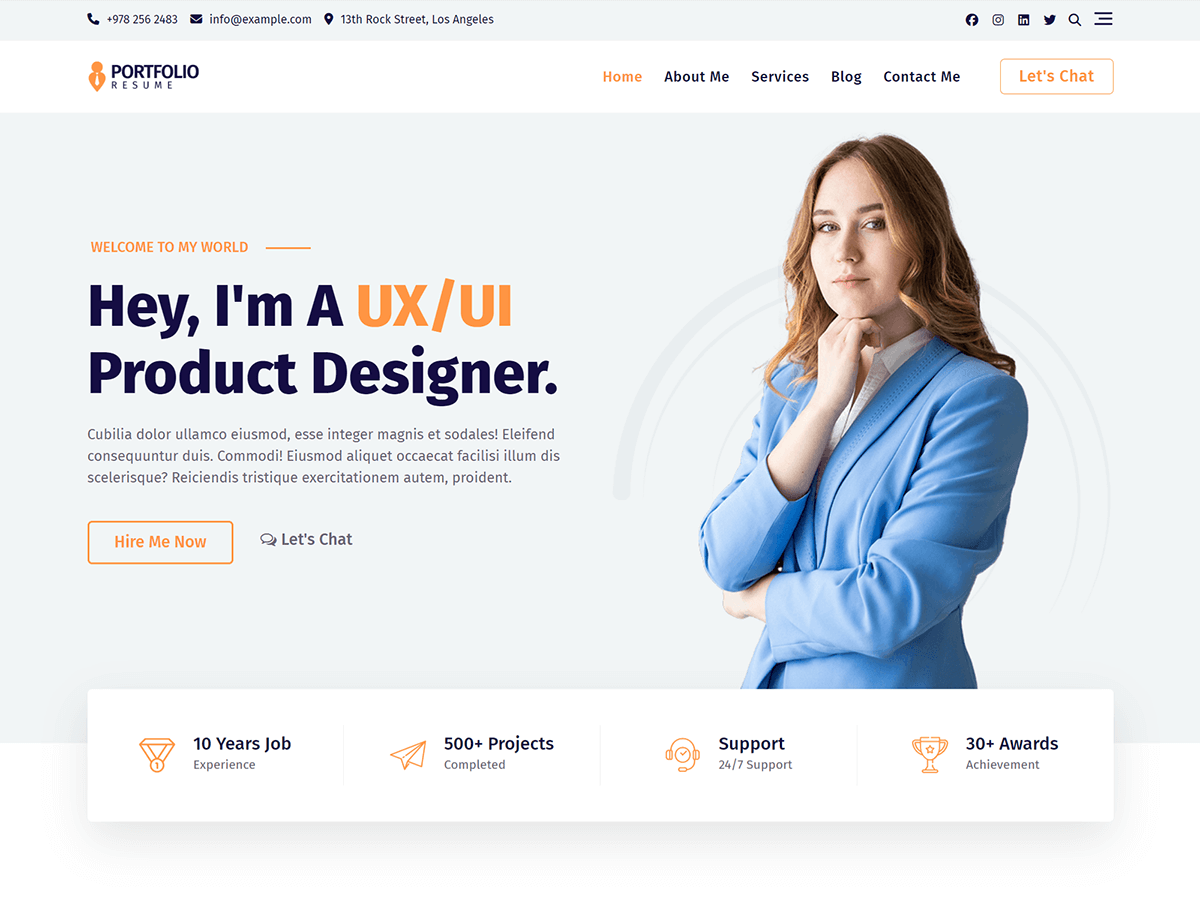 +978 256 2483 info@example.com 13th Rock Street, Los Angeles
PORTFOLIO
RESUME
Home About Me Services Blog Contact Me Let's Chat
WELCOME TO MY WORLD
Hey, I'm A UX/UI
Product Designer.
Cubilia dolor ullamco eiusmod, esse integer magnis et sodales! Eleifend
consequuntur duis. Commodi! Eiusmod aliquet occaecat facilisi illum dis
scelerisque? Reiciendis tristique exercitationem autem, proident.
Hire Me Now Let's Chat
1
10 Years Job
Experience
500+ Projects
Completed
Support
24/7 Support
30+ Awards
Achievement